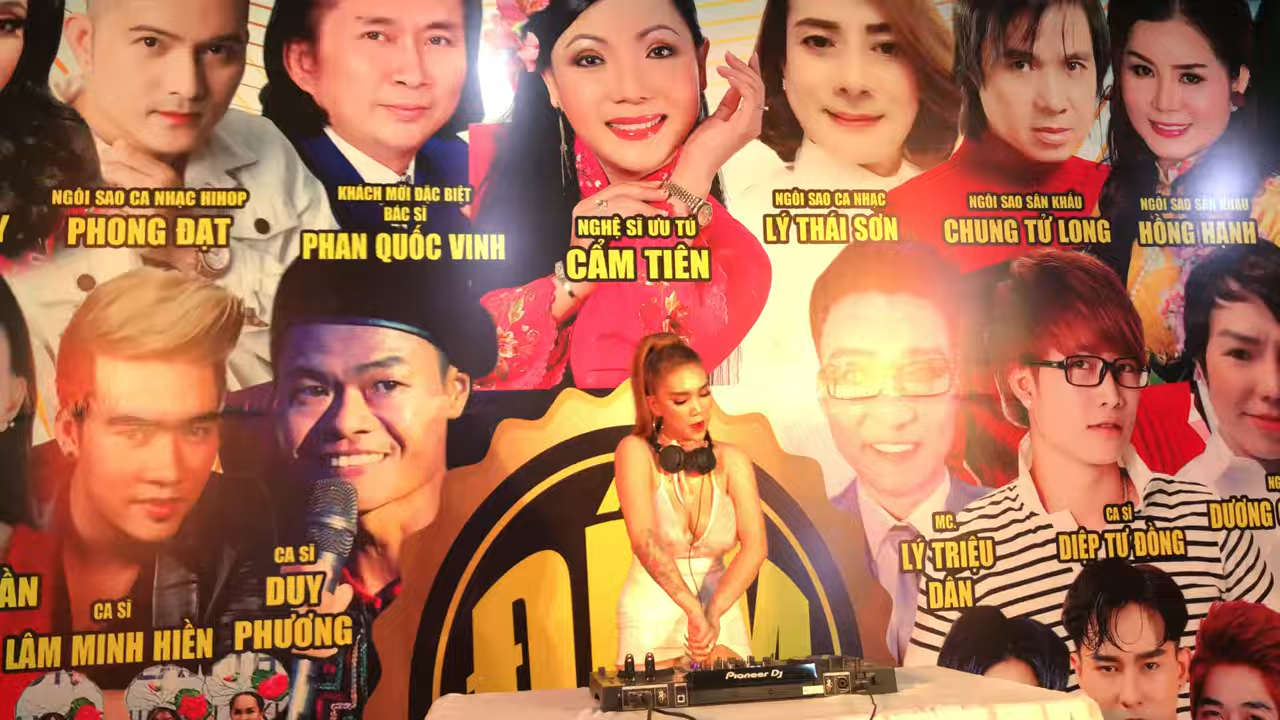 NGÔI SAO CA NHẠC HIHOP
PHONG ĐẠT
KHÁCH MỜI ĐẶC BIỆT
BÁC SĨ
PHAN QUỐC VINH
NGHỆ SĨ ƯU TÚ
CẨM TIÊN
NGÔI SAO CA NHẠC
LÝ THÁI SƠN
NGÔI SAO SÂN KHẤU
CHUNG TỬ LONG
NGÔI SAO SÂN KHẤU
HỒNG HẠNH
CA SĨ
LÂM MINH HIỀN
CA SĨ
DUY
PHƯƠNG
MC.
LÝ TRIỆU
DÂN
CA SĨ
DIỆP TƯ ĐỒNG
DƯƠNG
Pioneer DJ